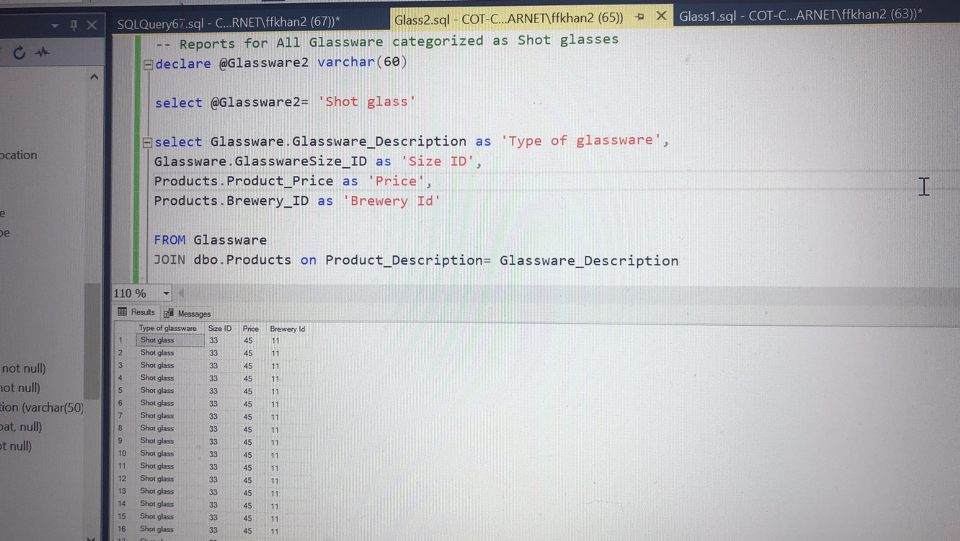 SQLQuery67.sql - C...RNET\ffkhan2 (67))*
Glass2.sql - COT-C...ARNET\ffkhan2 (65))
Glass1.sql - COT-C...ARNET\ffkhan2 (63))*
-- Reports for All Glassware categorized as Shot glasses
declare @Glassware2 varchar(60)
select @Glassware2= 'Shot glass'
select Glassware.Glassware_Description as 'Type of glassware',
Glassware.GlasswareSize_ID as 'Size ID',
Products.Product_Price as 'Price',
Products.Brewery_ID as 'Brewery Id'
FROM Glassware
JOIN dbo.Products on Product_Description= Glassware_Description
ocation
e
pe
not null)
not null)
tion (varchar(50)
oat, null)
ot null)
110 %
Results Messages
Type of glassware Size ID Price Brewery Id
1 Shot glass 33 45 11
2 Shot glass 33 45 11
3 Shot glass 33 45 11
4 Shot glass 33 45 11
5 Shot glass 33 45 11
6 Shot glass 33 45 11
7 Shot glass 33 45 11
8 Shot glass 33 45 11
9 Shot glass 33 45 11
10 Shot glass 33 45 11
11 Shot glass 33 45 11
12 Shot glass 33 45 11
13 Shot glass 33 45 11
14 Shot glass 33 45 11
15 Shot glass 33 45 11
16 Shot glass 33 45 11